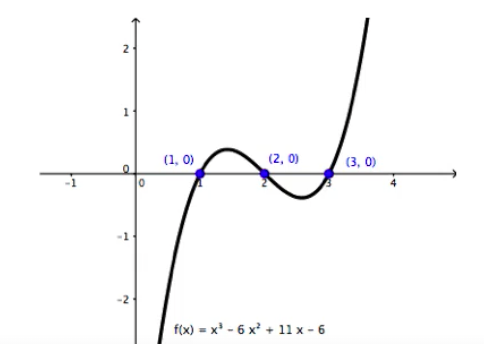 2
1
(1, 0) (2, 0) (3, 0)
0
-1 0 1 2 3 4
-1
-2
f(x) = x³ − 6 x² + 11 x − 6